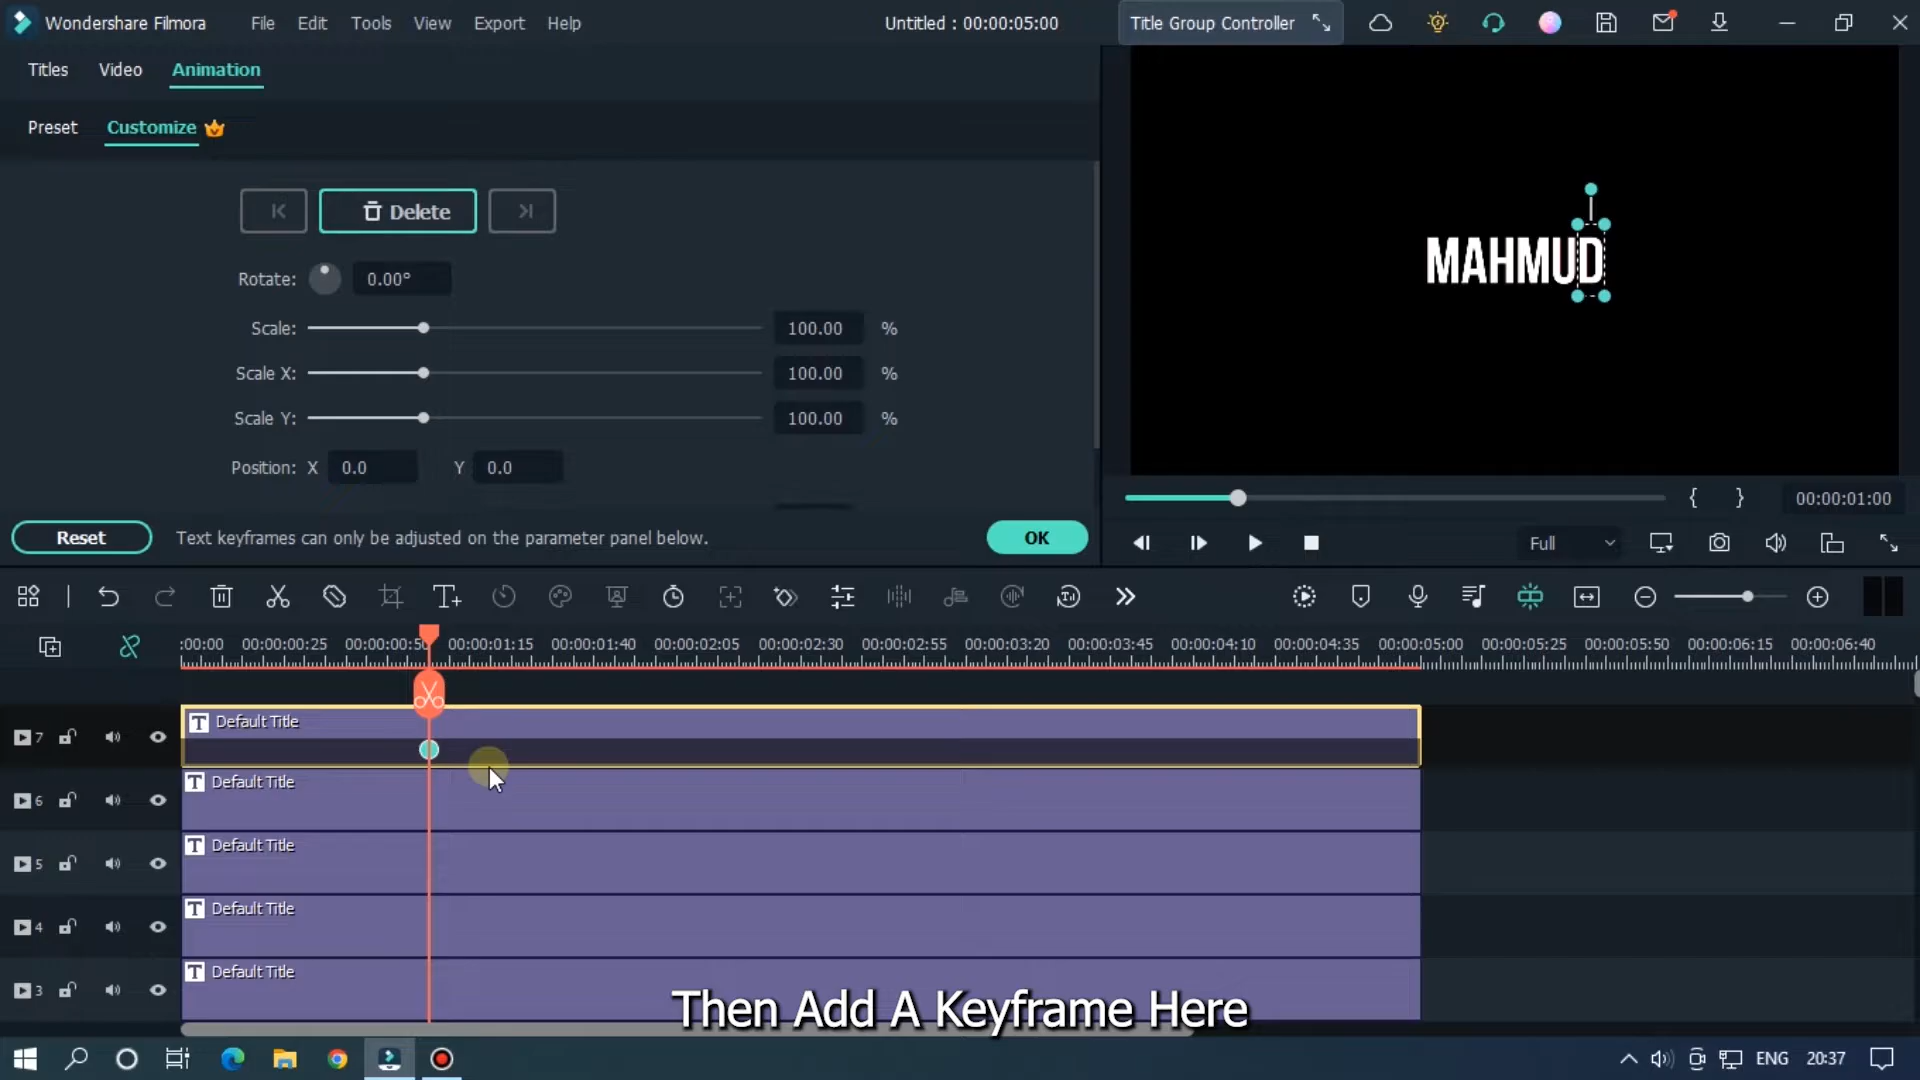 Wondershare Filmora File Edit Tools View Export Help Untitled : 00:00:05:00 Title Group Controller
Titles Video Animation
Preset Customize
Delete
Rotate: 0.00°
Scale: 100.00 %
Scale X: 100.00 %
Scale Y: 100.00 %
Position: X 0.0 Y 0.0
MAHMUD
{ } 00:00:01:00
Reset Text keyframes can only be adjusted on the parameter panel below. OK
Full
:00:00 00:00:00:25 00:00:00:50 00:00:01:15 00:00:01:40 00:00:02:05 00:00:02:30 00:00:02:55 00:00:03:20 00:00:03:45 00:00:04:10 00:00:04:35 00:00:05:00 00:00:05:25 00:00:05:50 00:00:06:15 00:00:06:40
7 T Default Title
6 T Default Title
5 T Default Title
4 T Default Title
3 T Default Title
Then Add A Keyframe Here
ENG 20:37